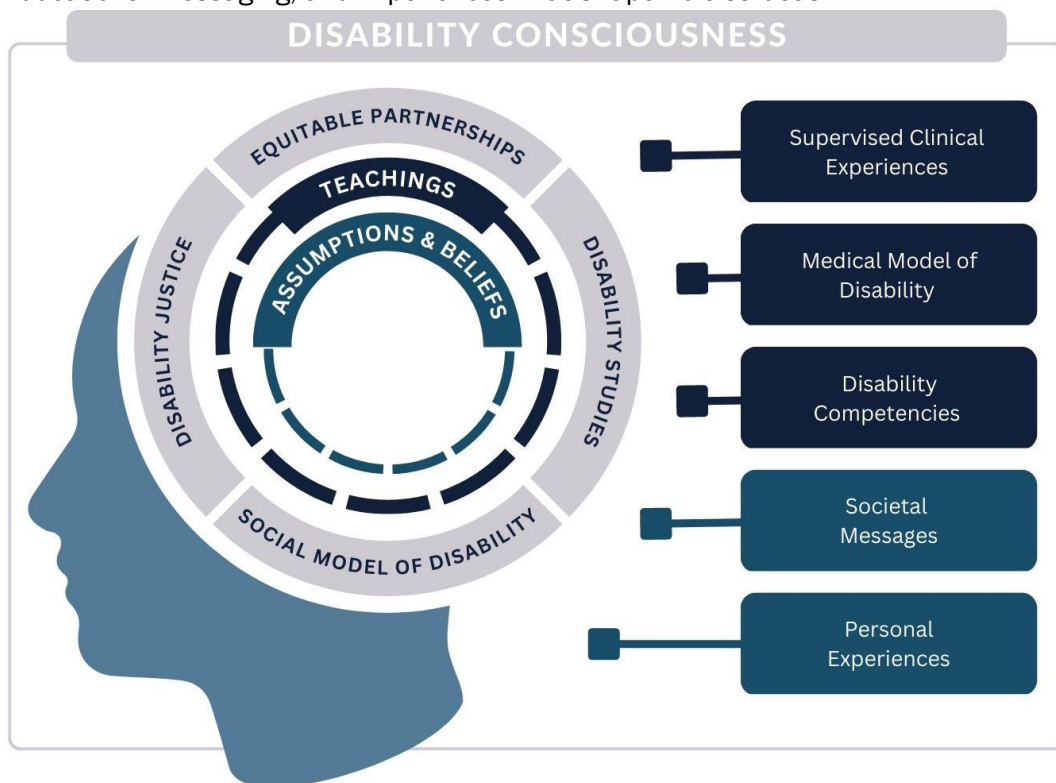 DISABILITY CONSCIOUSNESS
EQUITABLE PARTNERSHIPS
TEACHINGS
ASSUMPTIONS & BELIEFS
DISABILITY JUSTICE
DISABILITY STUDIES
SOCIAL MODEL OF DISABILITY
Supervised Clinical
Experiences
Medical Model of
Disability
Disability
Competencies
Societal
Messages
Personal
Experiences